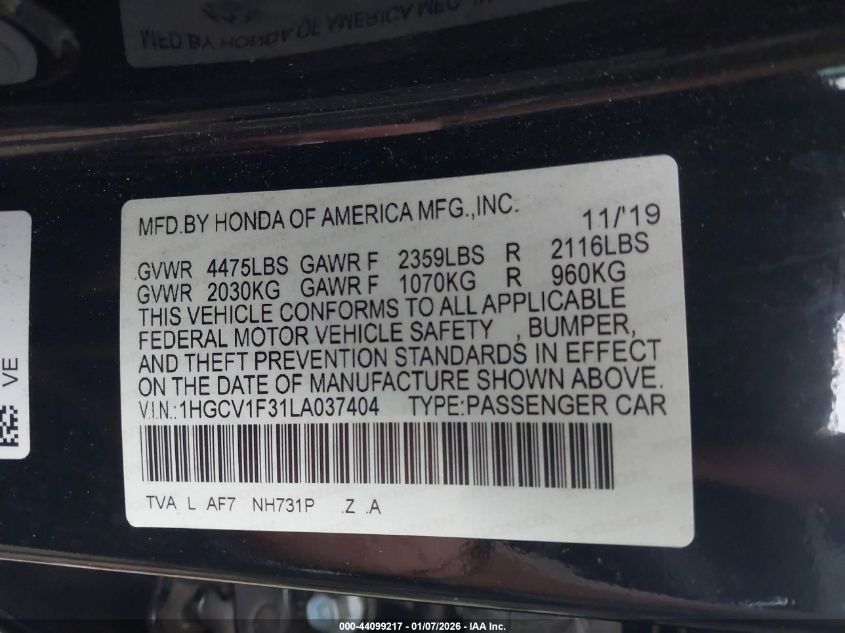 MFD.BY HONDA OF AMERICA MFG.,INC. 11/'19
GVWR 4475LBS GAWR F 2359LBS R 2116LBS
GVWR 2030KG GAWR F 1070KG R 960KG
THIS VEHICLE CONFORMS TO ALL APPLICABLE
FEDERAL MOTOR VEHICLE SAFETY , BUMPER,
AND THEFT PREVENTION STANDARDS IN EFFECT
ON THE DATE OF MANUFACTURE SHOWN ABOVE.
V.I.N.:1HGCV1F31LA037404 TYPE:PASSENGER CAR
TVA L AF7 NH731P .Z .A
VE
000-44099217 - 01/07/2026 - IAA Inc.